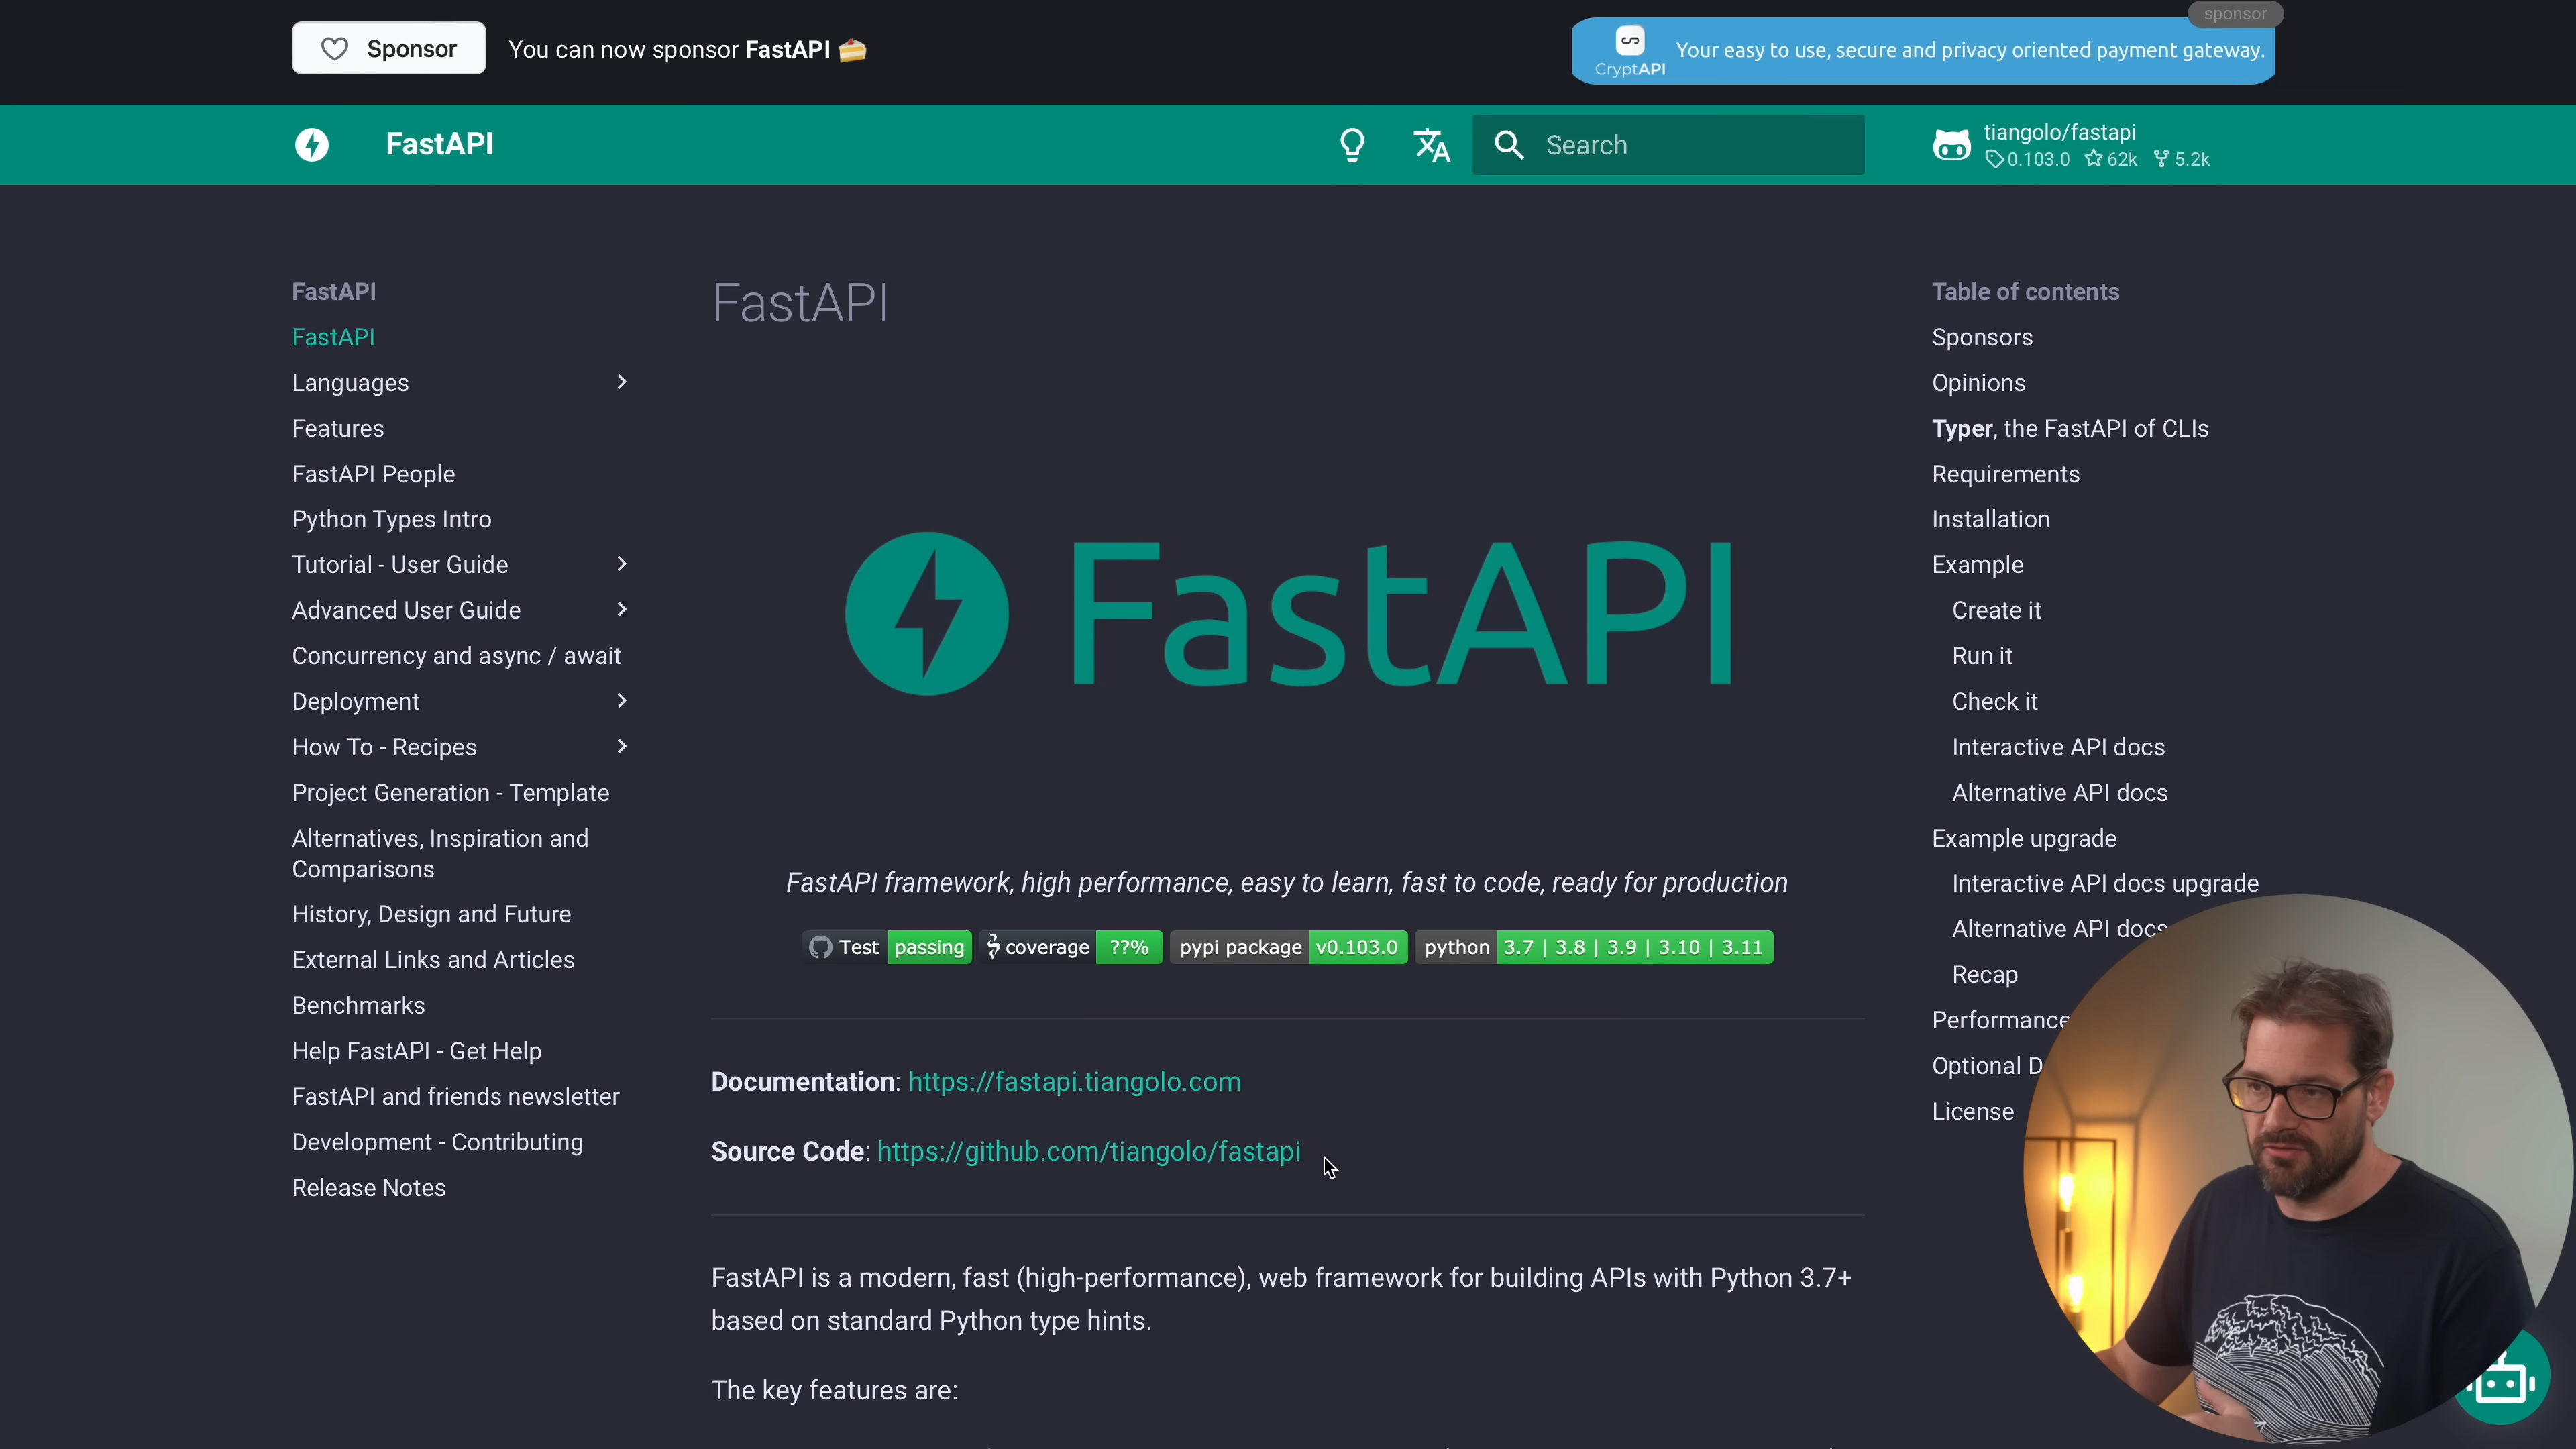 sponsor
Sponsor
You can now sponsor FastAPI
CryptAPI
Your easy to use, secure and privacy oriented payment gateway.
FastAPI
Search
tiangolo/fastapi
0.103.0 62k 5.2k
FastAPI
FastAPI
Languages
Features
FastAPI People
Python Types Intro
Tutorial - User Guide
Advanced User Guide
Concurrency and async / await
Deployment
How To - Recipes
Project Generation - Template
Alternatives, Inspiration and
Comparisons
History, Design and Future
External Links and Articles
Benchmarks
Help FastAPI - Get Help
FastAPI and friends newsletter
Development - Contributing
Release Notes
FastAPI
FastAPI
FastAPI framework, high performance, easy to learn, fast to code, ready for production
Test passing coverage ??% pypi package v0.103.0 python 3.7 | 3.8 | 3.9 | 3.10 | 3.11
Documentation: https://fastapi.tiangolo.com
Source Code: https://github.com/tiangolo/fastapi
FastAPI is a modern, fast (high-performance), web framework for building APIs with Python 3.7+
based on standard Python type hints.
The key features are:
Table of contents
Sponsors
Opinions
Typer, the FastAPI of CLIs
Requirements
Installation
Example
Create it
Run it
Check it
Interactive API docs
Alternative API docs
Example upgrade
Interactive API docs upgrade
Alternative API docs
Recap
Performance
Optional
License